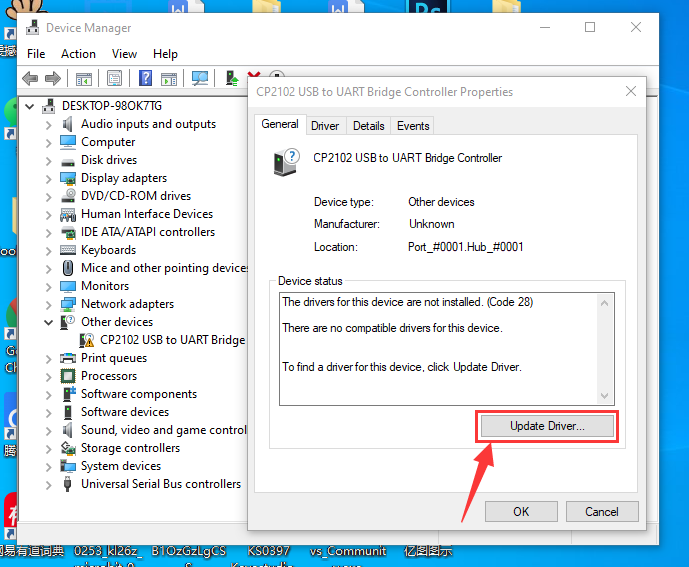 Device Manager
File Action View Help
DESKTOP-98OK7TG
Audio inputs and outputs
Computer
Disk drives
Display adapters
DVD/CD-ROM drives
Human Interface Devices
IDE ATA/ATAPI controllers
Keyboards
Mice and other pointing devices
Monitors
Network adapters
Other devices
CP2102 USB to UART Bridge
Print queues
Processors
Software components
Software devices
Sound, video and game control
Storage controllers
System devices
Universal Serial Bus controllers
CP2102 USB to UART Bridge Controller Properties
General Driver Details Events
CP2102 USB to UART Bridge Controller
Device type: Other devices
Manufacturer: Unknown
Location: Port_#0001.Hub_#0001
Device status
The drivers for this device are not installed. (Code 28)
There are no compatible drivers for this device.
To find a driver for this device, click Update Driver.
Update Driver...
OK Cancel
网易有道词典 0253_kl26z_ B1OzGzLgCS KS0397 vs_Communit 亿图图示